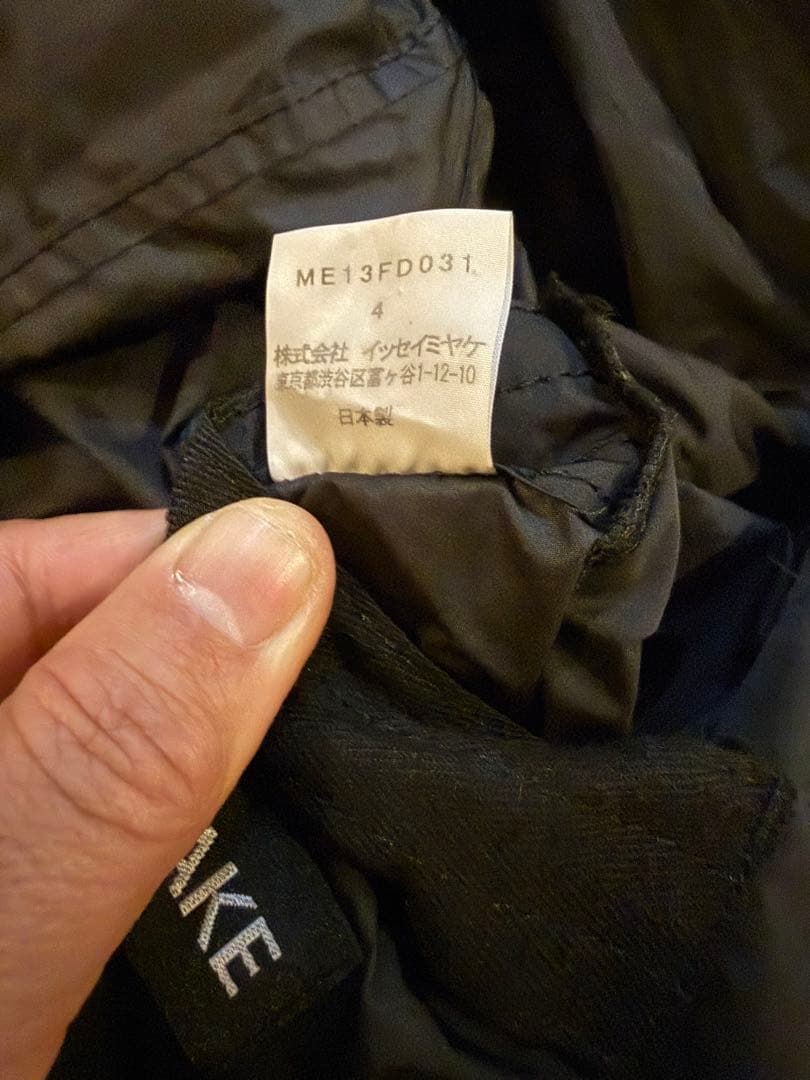 ME13FD031
4
株式会社 イッセイミヤケ
東京都渋谷区富ヶ谷1-12-10
日本製
AKE